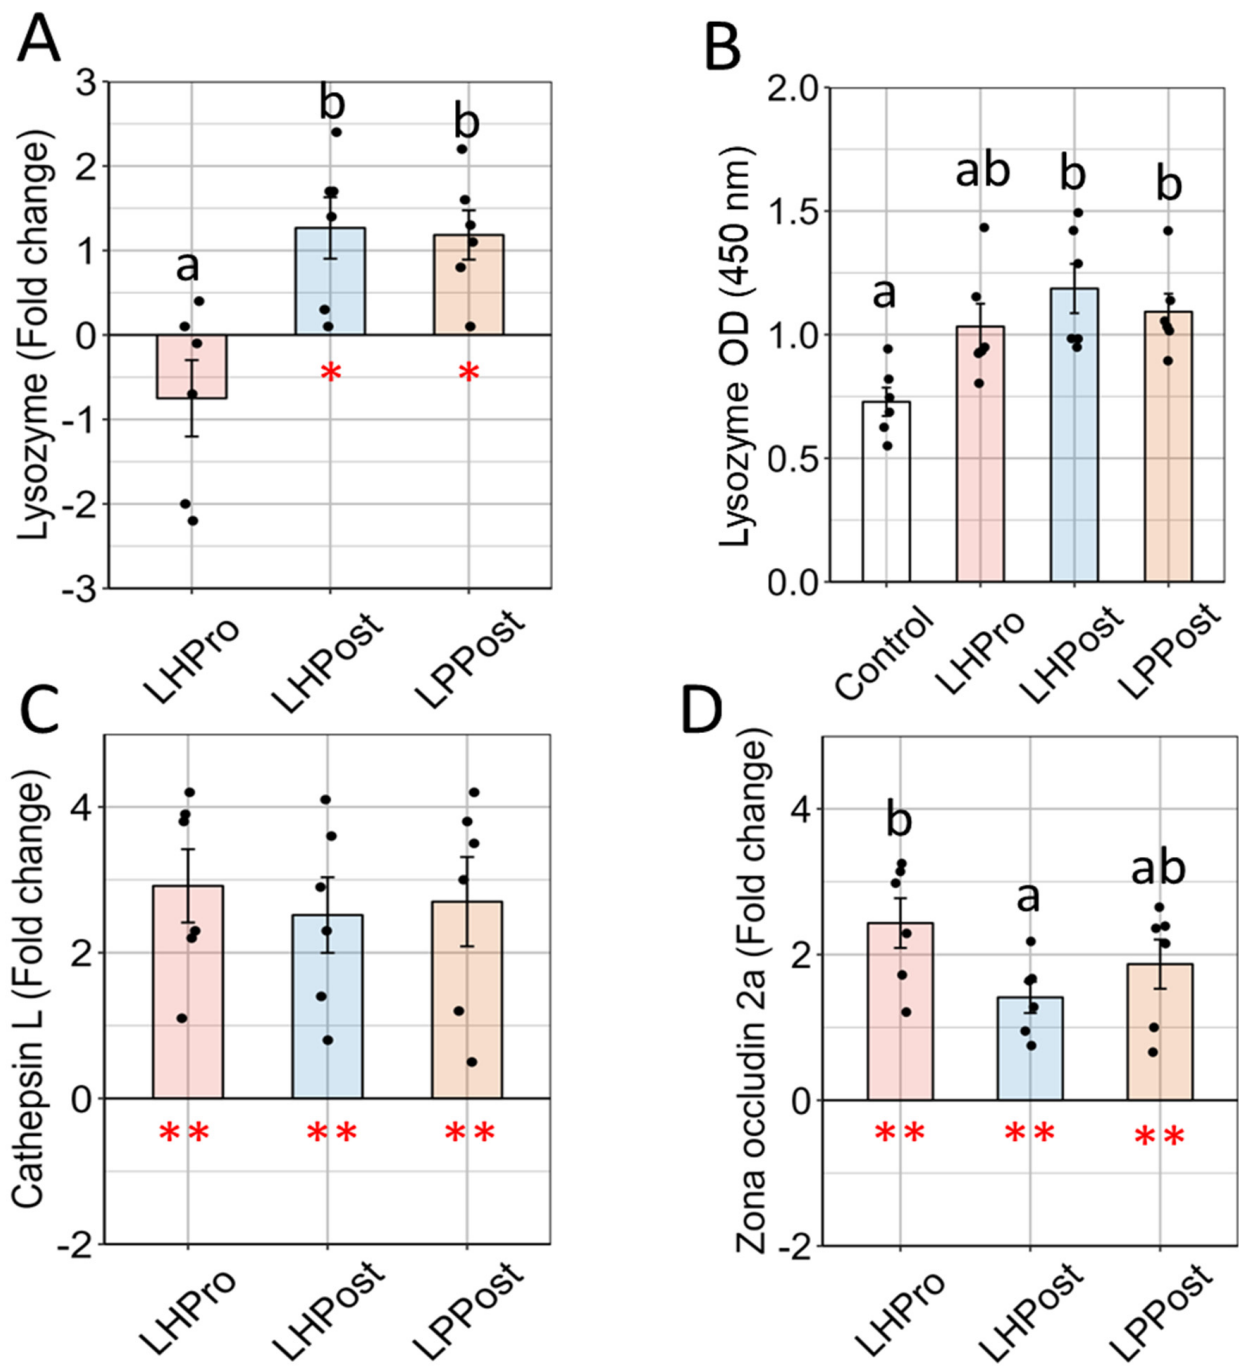 A
Lysozyme (Fold change)
3
2
1
0
-1
-2
-3
a
b
b
*
*
LHPro
LHPost
LPPost
B
Lysozyme OD (450 nm)
2.0
1.5
1.0
0.5
0.0
a
ab
b
b
Control
LHPro
LHPost
LPPost
C
Cathepsin L (Fold change)
4
2
0
-2
**
**
**
LHPro
LHPost
LPPost
D
Zona occludin 2a (Fold change)
4
2
0
-2
b
a
ab
**
**
**
LHPro
LHPost
LPPost